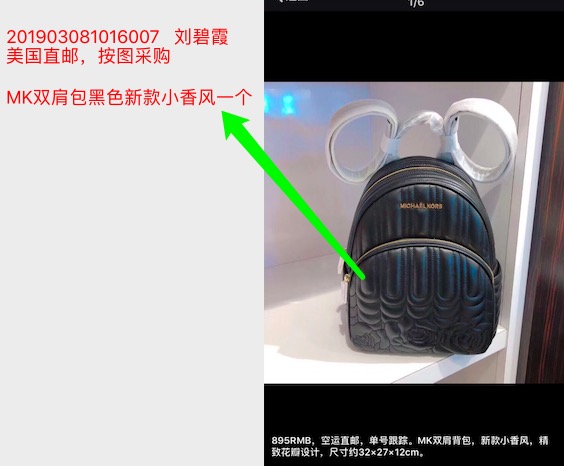 201903081016007 刘碧霞
美国直邮，按图采购
MK双肩包黑色新款小香风一个
1/6
MICHAEL KORS
895RMB，空运直邮，单号跟踪。MK双肩背包，新款小香风，精
致花瓣设计，尺寸约32×27×12cm。